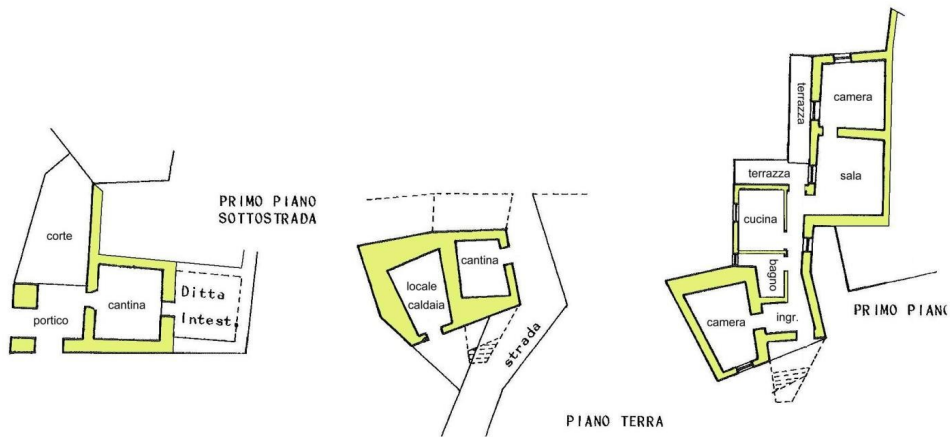 corte
portico
cantina
Ditta
Intest.
PRIMO PIANO
SOTTOSTRADA
locale
caldaia
cantina
strada
PIANO TERRA
terrazza
camera
terrazza
sala
cucina
bagno
camera
ingr.
PRIMO PIANO